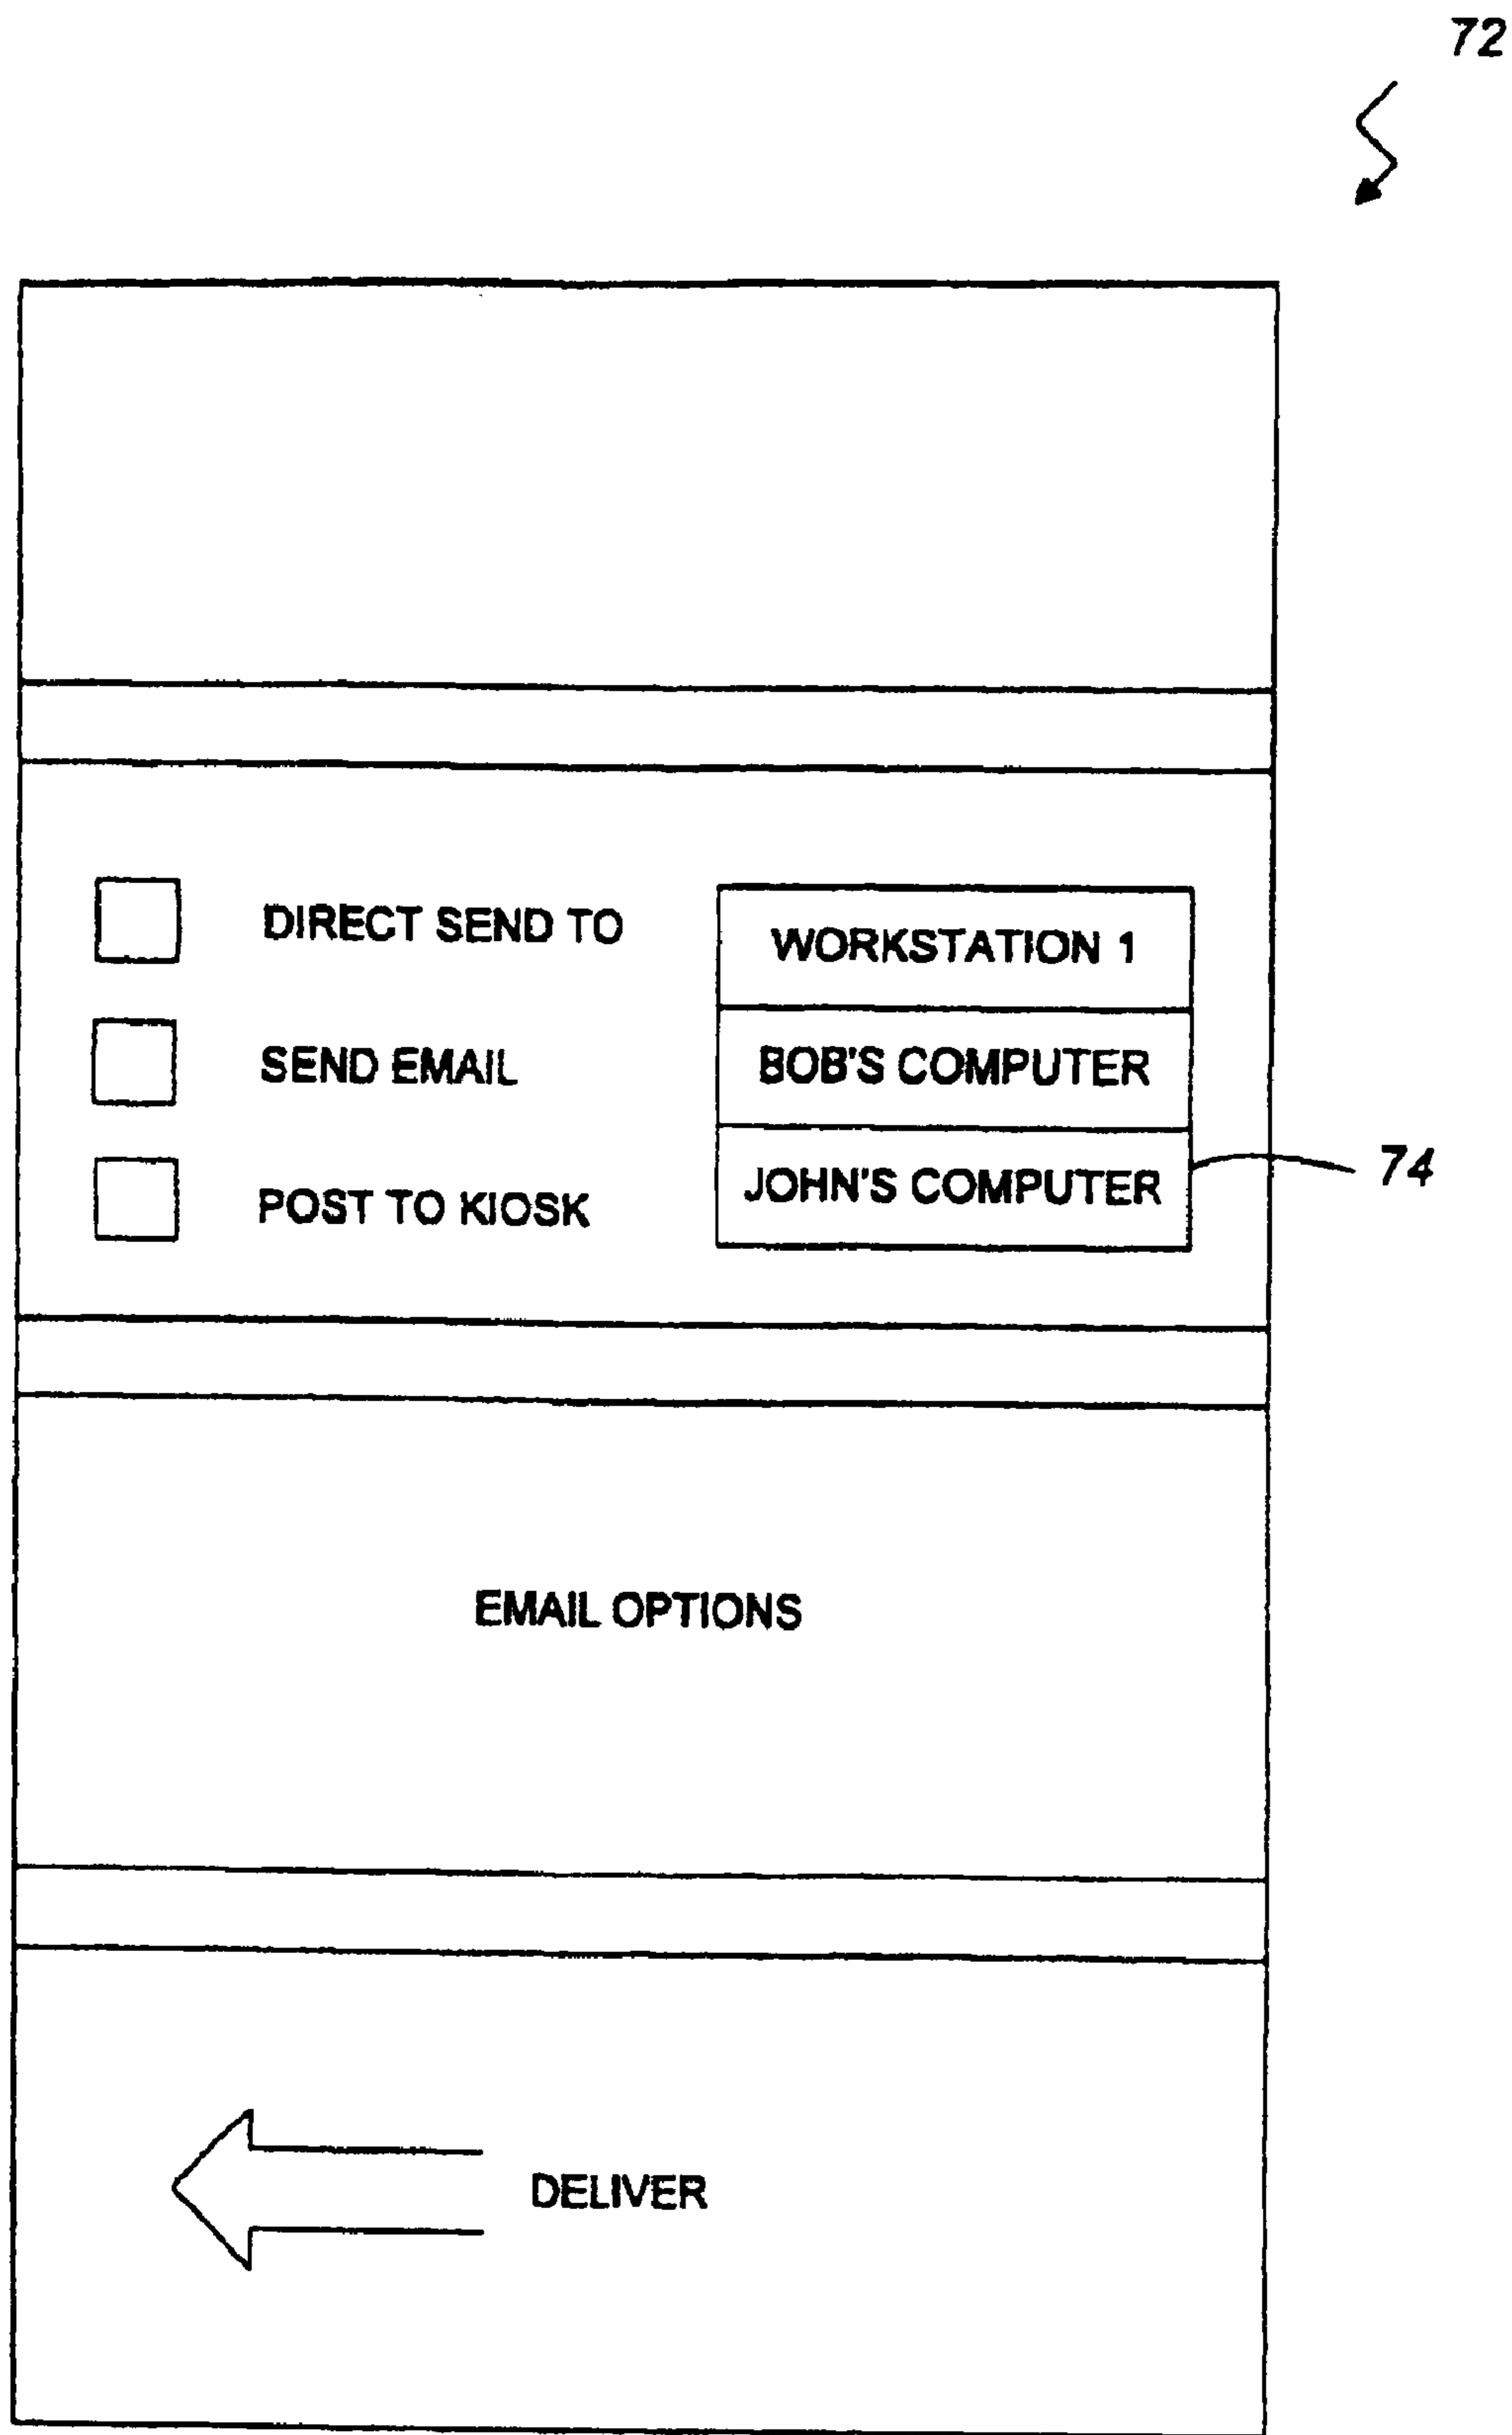 72
DIRECT SEND TO
WORKSTATION 1
SEND EMAIL
BOB'S COMPUTER
POST TO KIOSK
JOHN'S COMPUTER
74
EMAIL OPTIONS
DELIVER